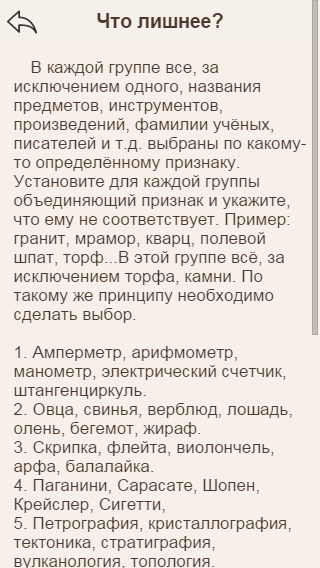 Что лишнее?
В каждой группе все, за
исключением одного, названия
предметов, инструментов,
произведений, фамилии учёных,
писателей и т.д. выбраны по какому-
то определённому признаку.
Установите для каждой группы
объединяющий признак и укажите,
что ему не соответствует. Пример:
гранит, мрамор, кварц, полевой
шпат, торф...В этой группе всё, за
исключением торфа, камни. По
такому же принципу необходимо
сделать выбор.
1. Амперметр, арифмометр,
манометр, электрический счетчик,
штангенциркуль.
2. Овца, свинья, верблюд, лошадь,
олень, бегемот, жираф.
3. Скрипка, флейта, виолончель,
арфа, балалайка.
4. Паганини, Сарасате, Шопен,
Крейслер, Сигетти,
5. Петрография, кристаллография,
тектоника, стратиграфия,
вулканология, топология.